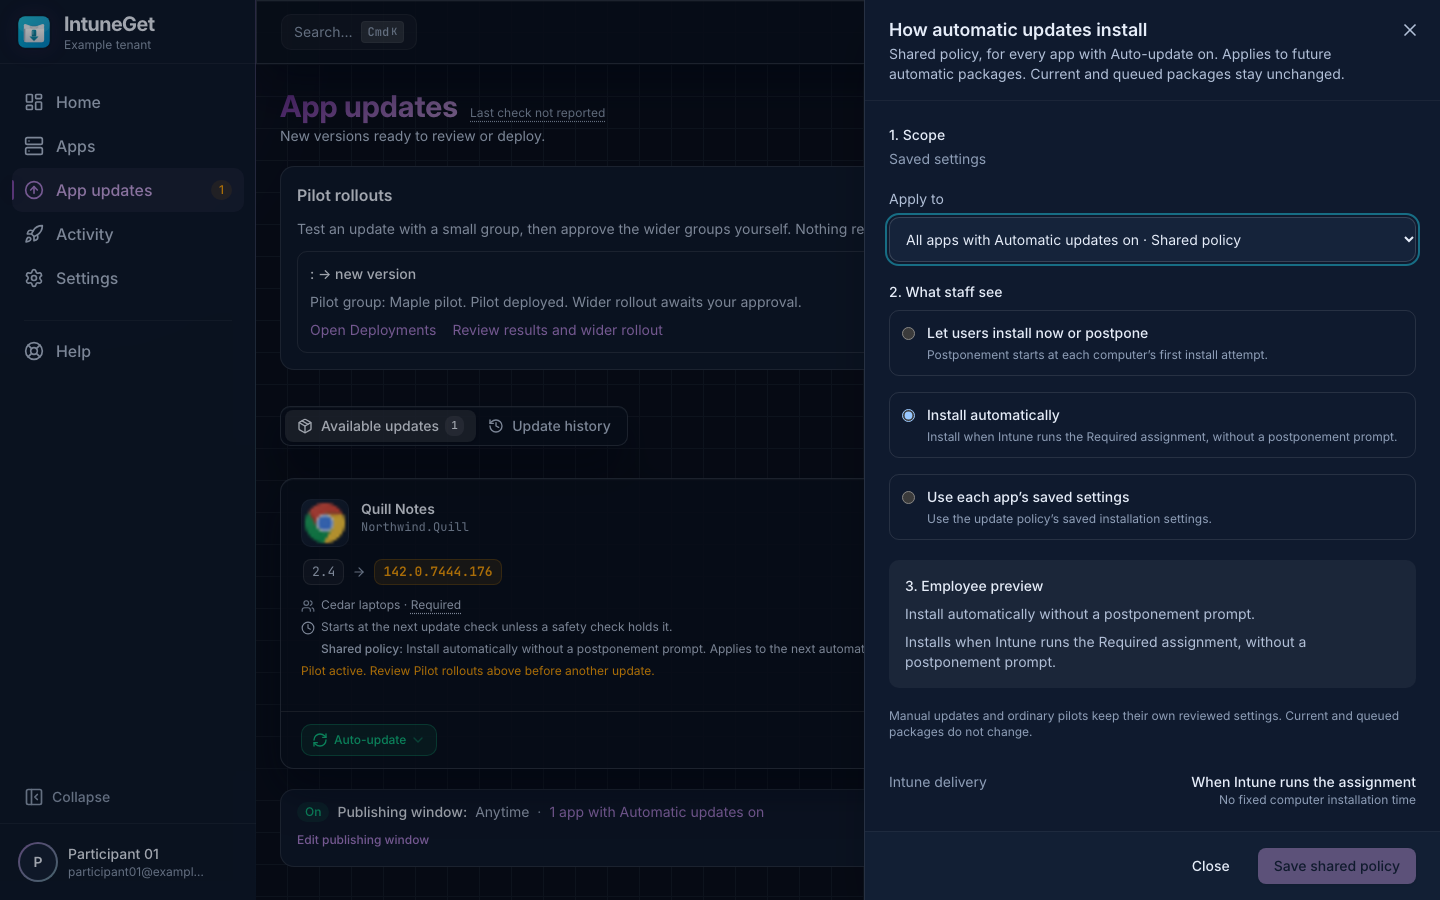 IntuneGet
Example tenant
Home
Apps
App updates
1
Activity
Settings
Help
Collapse
P
Participant 01
participant01@exampl...
Search...
Cmd K
App updates
Last check not reported
New versions ready to review or deploy.
Pilot rollouts
Test an update with a small group, then approve the wider groups yourself. Nothing re
: → new version
Pilot group: Maple pilot. Pilot deployed. Wider rollout awaits your approval.
Open Deployments
Review results and wider rollout
Available updates 1
Update history
Quill Notes
Northwind.Quill
2.4 → 142.0.7444.176
Cedar laptops · Required
Starts at the next update check unless a safety check holds it.
Shared policy: Install automatically without a postponement prompt. Applies to the next automat
Pilot active. Review Pilot rollouts above before another update.
Auto-update
On Publishing window: Anytime · 1 app with Automatic updates on
Edit publishing window
How automatic updates install
Shared policy, for every app with Auto-update on. Applies to future
automatic packages. Current and queued packages stay unchanged.
1. Scope
Saved settings
Apply to
All apps with Automatic updates on · Shared policy
2. What staff see
Let users install now or postpone
Postponement starts at each computer’s first install attempt.
Install automatically
Install when Intune runs the Required assignment, without a postponement prompt.
Use each app’s saved settings
Use the update policy’s saved installation settings.
3. Employee preview
Install automatically without a postponement prompt.
Installs when Intune runs the Required assignment, without a
postponement prompt.
Manual updates and ordinary pilots keep their own reviewed settings. Current and queued
packages do not change.
Intune delivery
When Intune runs the assignment
No fixed computer installation time
Close
Save shared policy